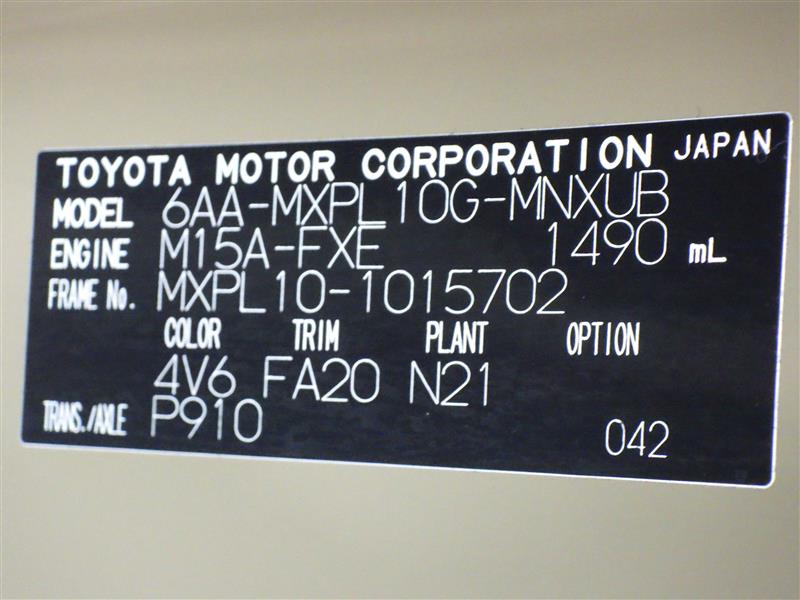 TOYOTA MOTOR CORPORATION JAPAN
MODEL 6AA-MXPL10G-MNXUB
ENGINE M15A-FXE 1490 mL
FRAME No. MXPL10-1015702
COLOR TRIM PLANT OPTION
4V6 FA20 N21
TRANS./AXLE P910 042